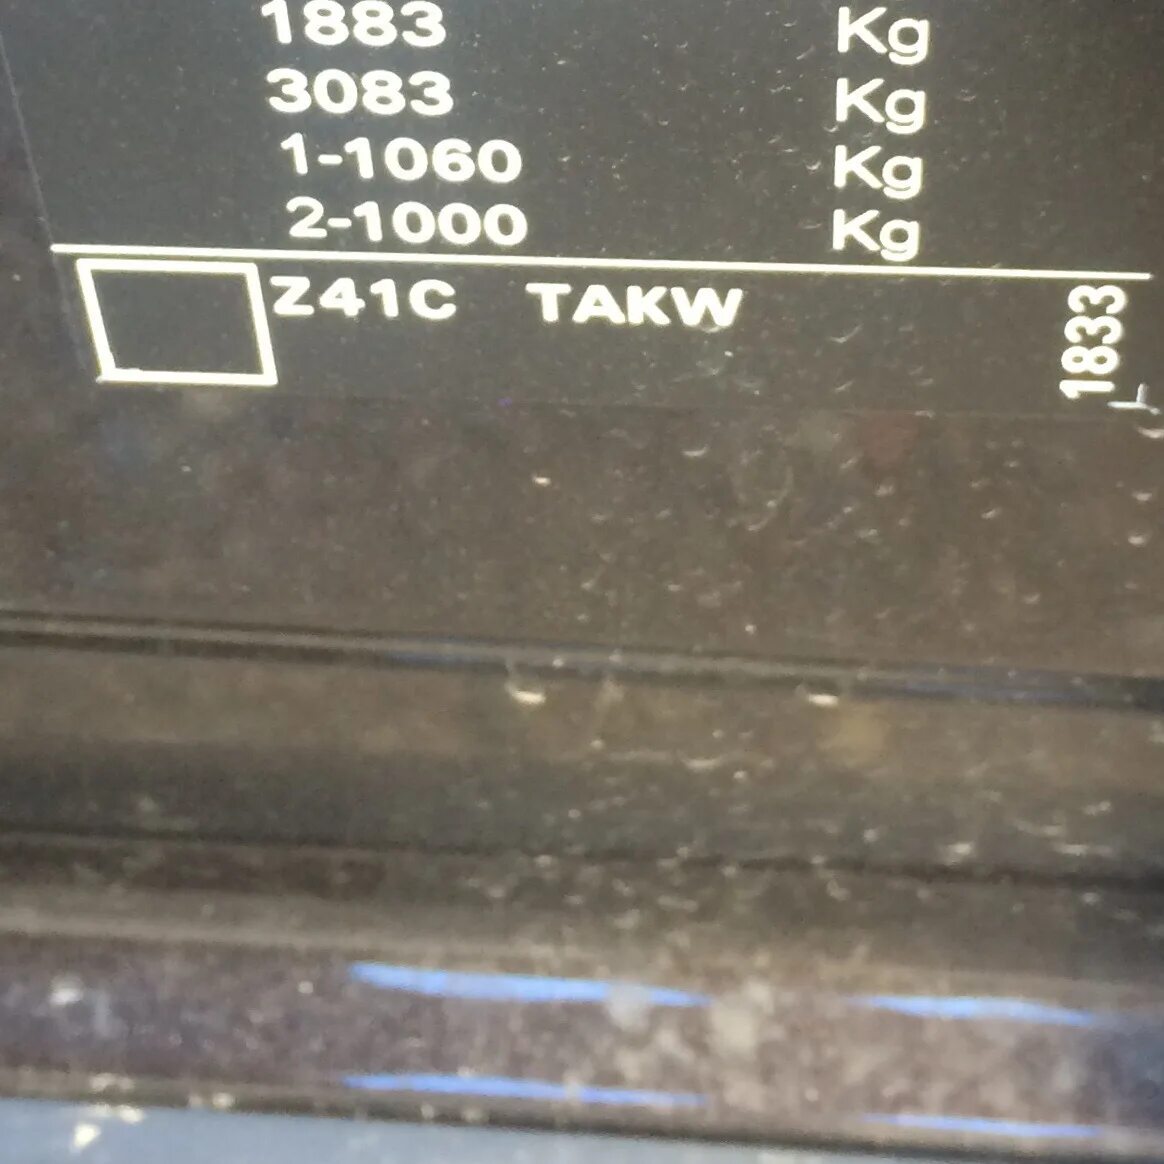 1883 Kg
3083 Kg
1-1060 Kg
2-1000 Kg
Z41C TAKW
1833